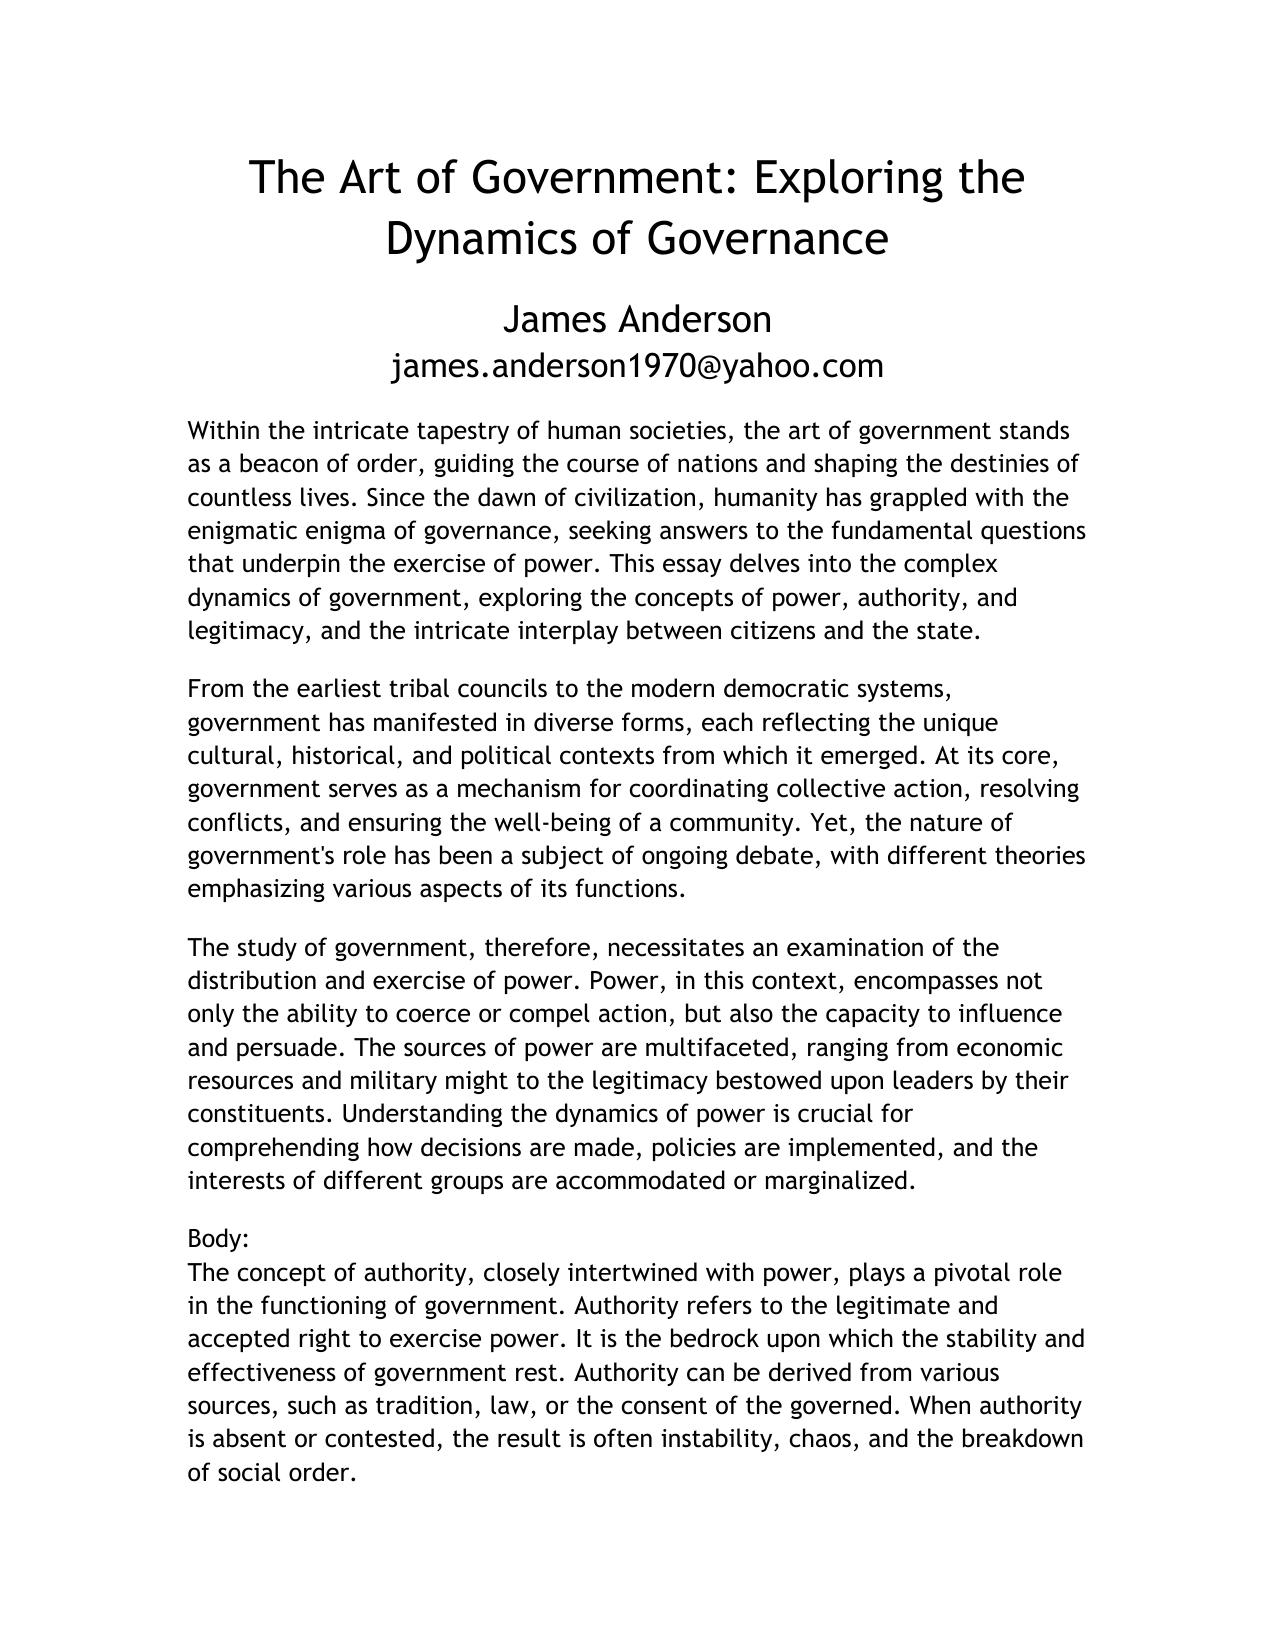 The Art of Government: Exploring the
Dynamics of Governance
James Anderson
james.anderson1970@yahoo.com
Within the intricate tapestry of human societies, the art of government stands
as a beacon of order, guiding the course of nations and shaping the destinies of
countless lives. Since the dawn of civilization, humanity has grappled with the
enigmatic enigma of governance, seeking answers to the fundamental questions
that underpin the exercise of power. This essay delves into the complex
dynamics of government, exploring the concepts of power, authority, and
legitimacy, and the intricate interplay between citizens and the state.
From the earliest tribal councils to the modern democratic systems,
government has manifested in diverse forms, each reflecting the unique
cultural, historical, and political contexts from which it emerged. At its core,
government serves as a mechanism for coordinating collective action, resolving
conflicts, and ensuring the well-being of a community. Yet, the nature of
government's role has been a subject of ongoing debate, with different theories
emphasizing various aspects of its functions.
The study of government, therefore, necessitates an examination of the
distribution and exercise of power. Power, in this context, encompasses not
only the ability to coerce or compel action, but also the capacity to influence
and persuade. The sources of power are multifaceted, ranging from economic
resources and military might to the legitimacy bestowed upon leaders by their
constituents. Understanding the dynamics of power is crucial for
comprehending how decisions are made, policies are implemented, and the
interests of different groups are accommodated or marginalized.
Body:
The concept of authority, closely intertwined with power, plays a pivotal role
in the functioning of government. Authority refers to the legitimate and
accepted right to exercise power. It is the bedrock upon which the stability and
effectiveness of government rest. Authority can be derived from various
sources, such as tradition, law, or the consent of the governed. When authority
is absent or contested, the result is often instability, chaos, and the breakdown
of social order.